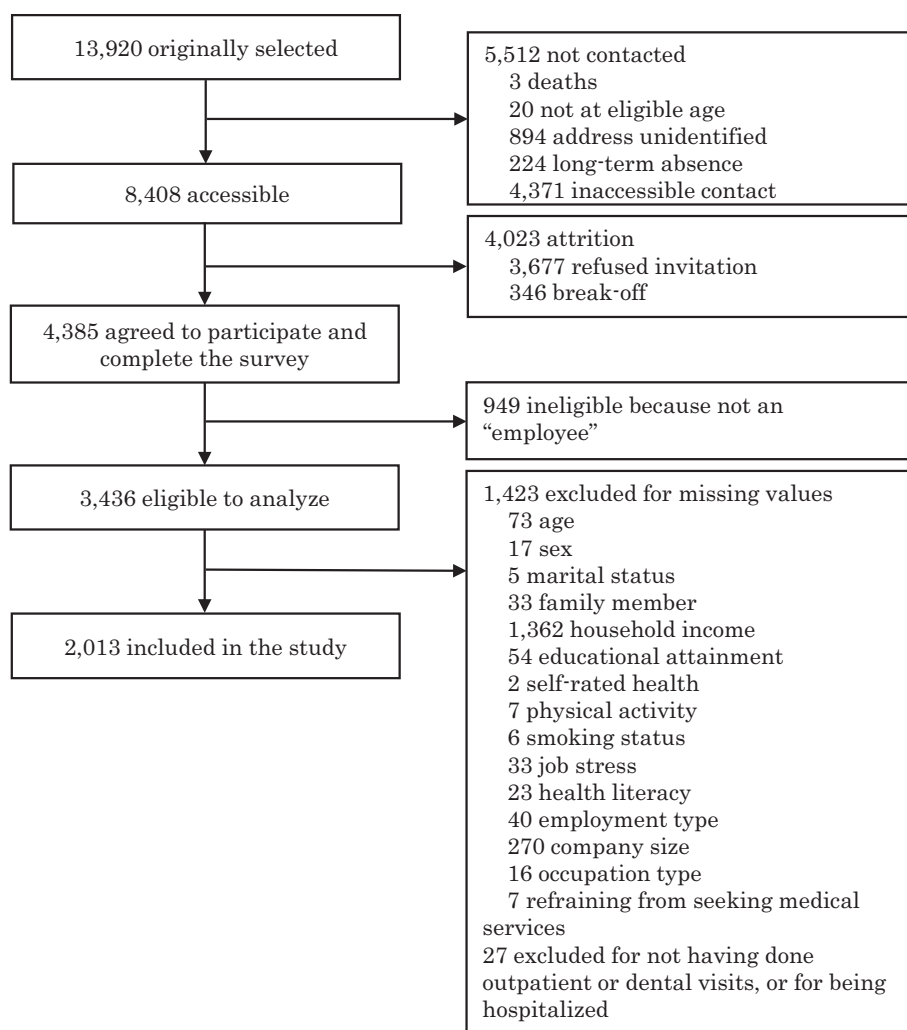 13,920 originally selected
5,512 not contacted
3 deaths
20 not at eligible age
894 address unidentified
224 long-term absence
4,371 inaccessible contact
8,408 accessible
4,023 attrition
3,677 refused invitation
346 break-off
4,385 agreed to participate and
complete the survey
949 ineligible because not an
“employee”
3,436 eligible to analyze
1,423 excluded for missing values
73 age
17 sex
5 marital status
33 family member
1,362 household income
54 educational attainment
2 self-rated health
7 physical activity
6 smoking status
33 job stress
23 health literacy
40 employment type
270 company size
16 occupation type
7 refraining from seeking medical
services
27 excluded for not having done
outpatient or dental visits, or for being
hospitalized
2,013 included in the study